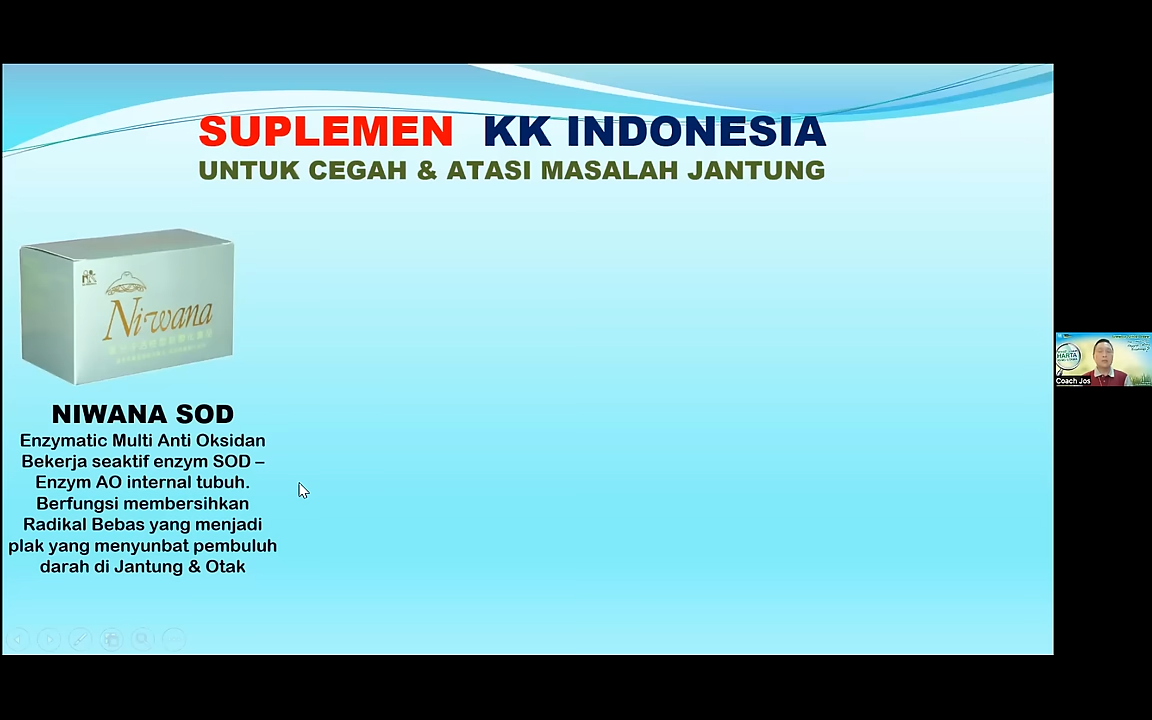 SUPLEMEN KK INDONESIA
UNTUK CEGAH & ATASI MASALAH JANTUNG
Niwana
NIWANA SOD
Enzymatic Multi Anti Oksidan
Bekerja seaktif enzym SOD –
Enzym AO internal tubuh.
Berfungsi membersihkan
Radikal Bebas yang menjadi
plak yang menyunbat pembuluh
darah di Jantung & Otak
HARTA
Coach Jos